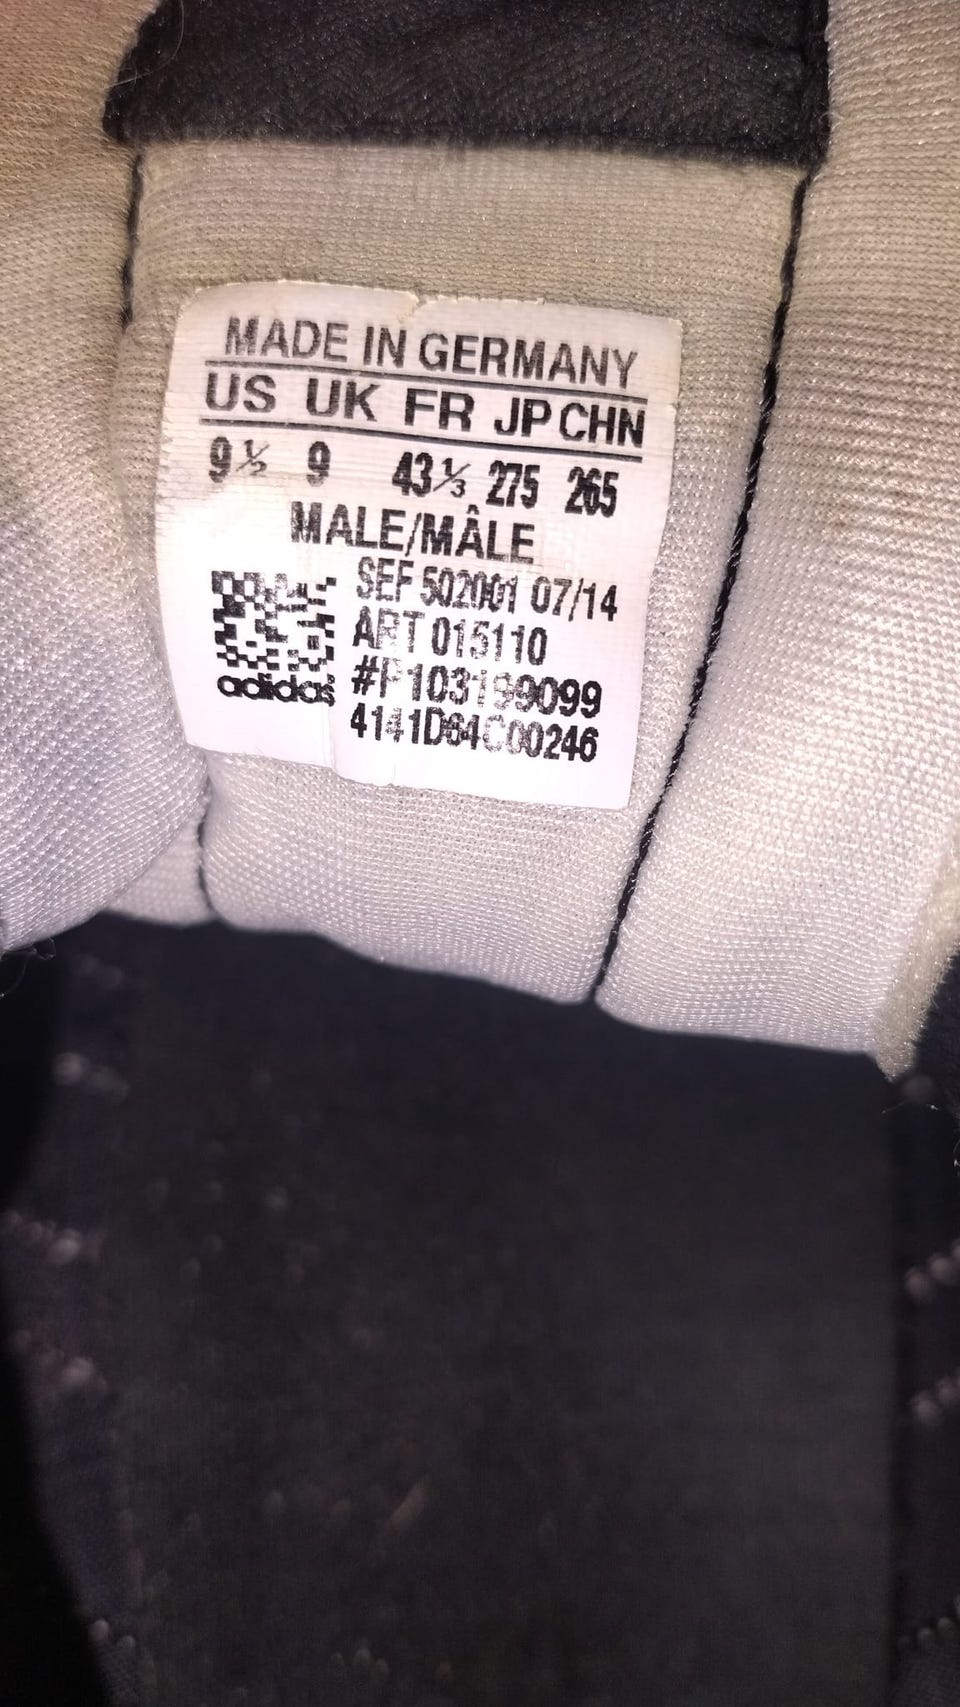 MADE IN GERMANY
US UK FR JP CHN
9½ 9 43⅓ 275 265
MALE/MÂLE
SEF 502001 07/14
ART 015110
#P103199099
4141D64C00246
adidas